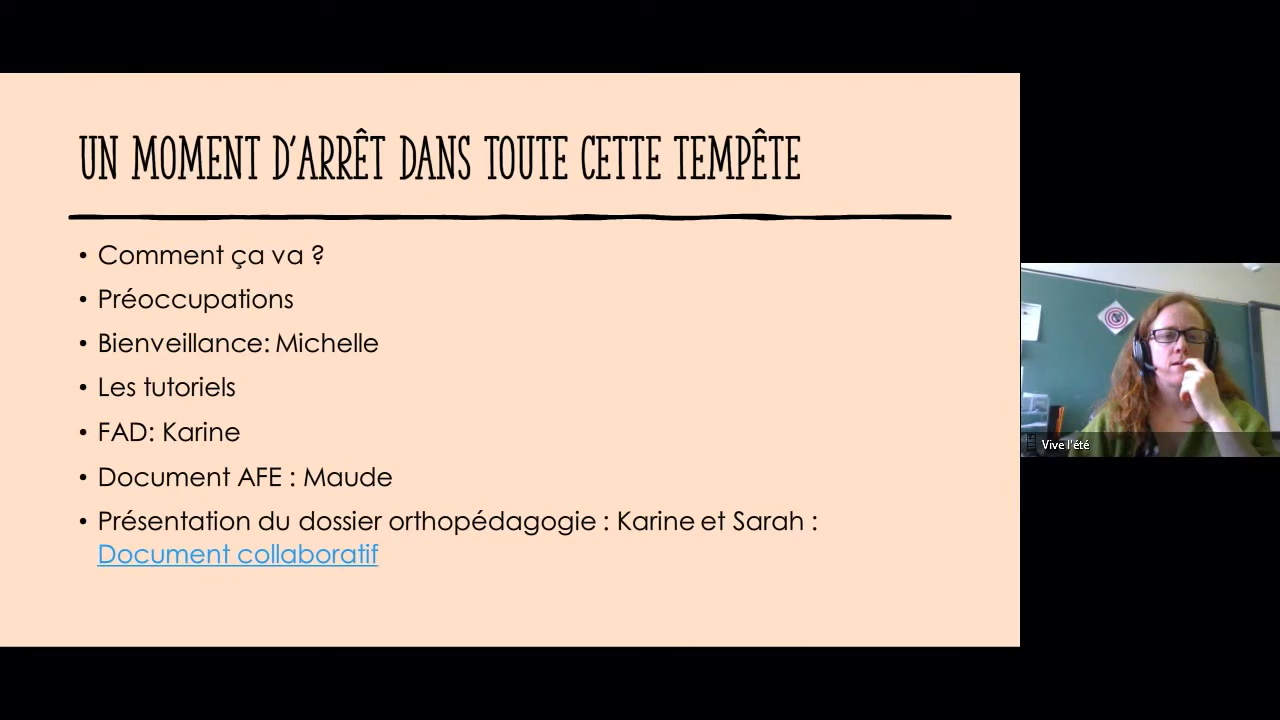 UN MOMENT D'ARRÊT DANS TOUTE CETTE TEMPÊTE
• Comment ça va ?
• Préoccupations
• Bienveillance: Michelle
• Les tutoriels
• FAD: Karine
• Document AFE : Maude
• Présentation du dossier orthopédagogie : Karine et Sarah :
Document collaboratif
Vive l'été